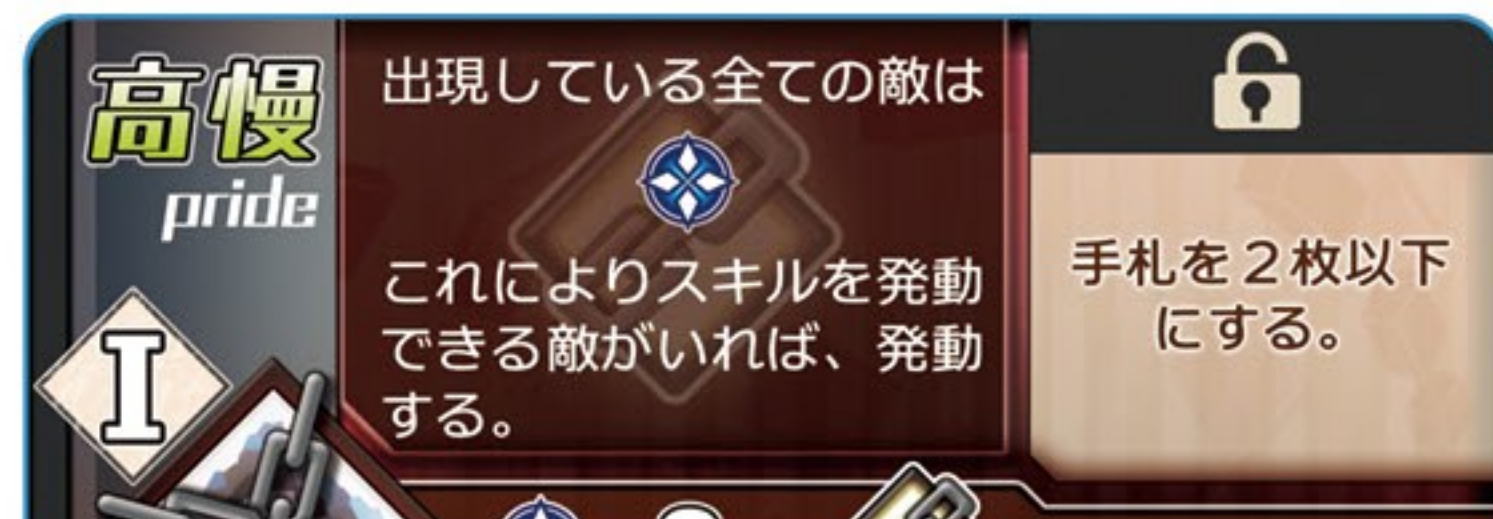 高慢
pride
I
出現している全ての敵は
これによりスキルを発動
できる敵がいれば、発動
する。
手札を２枚以下
にする。